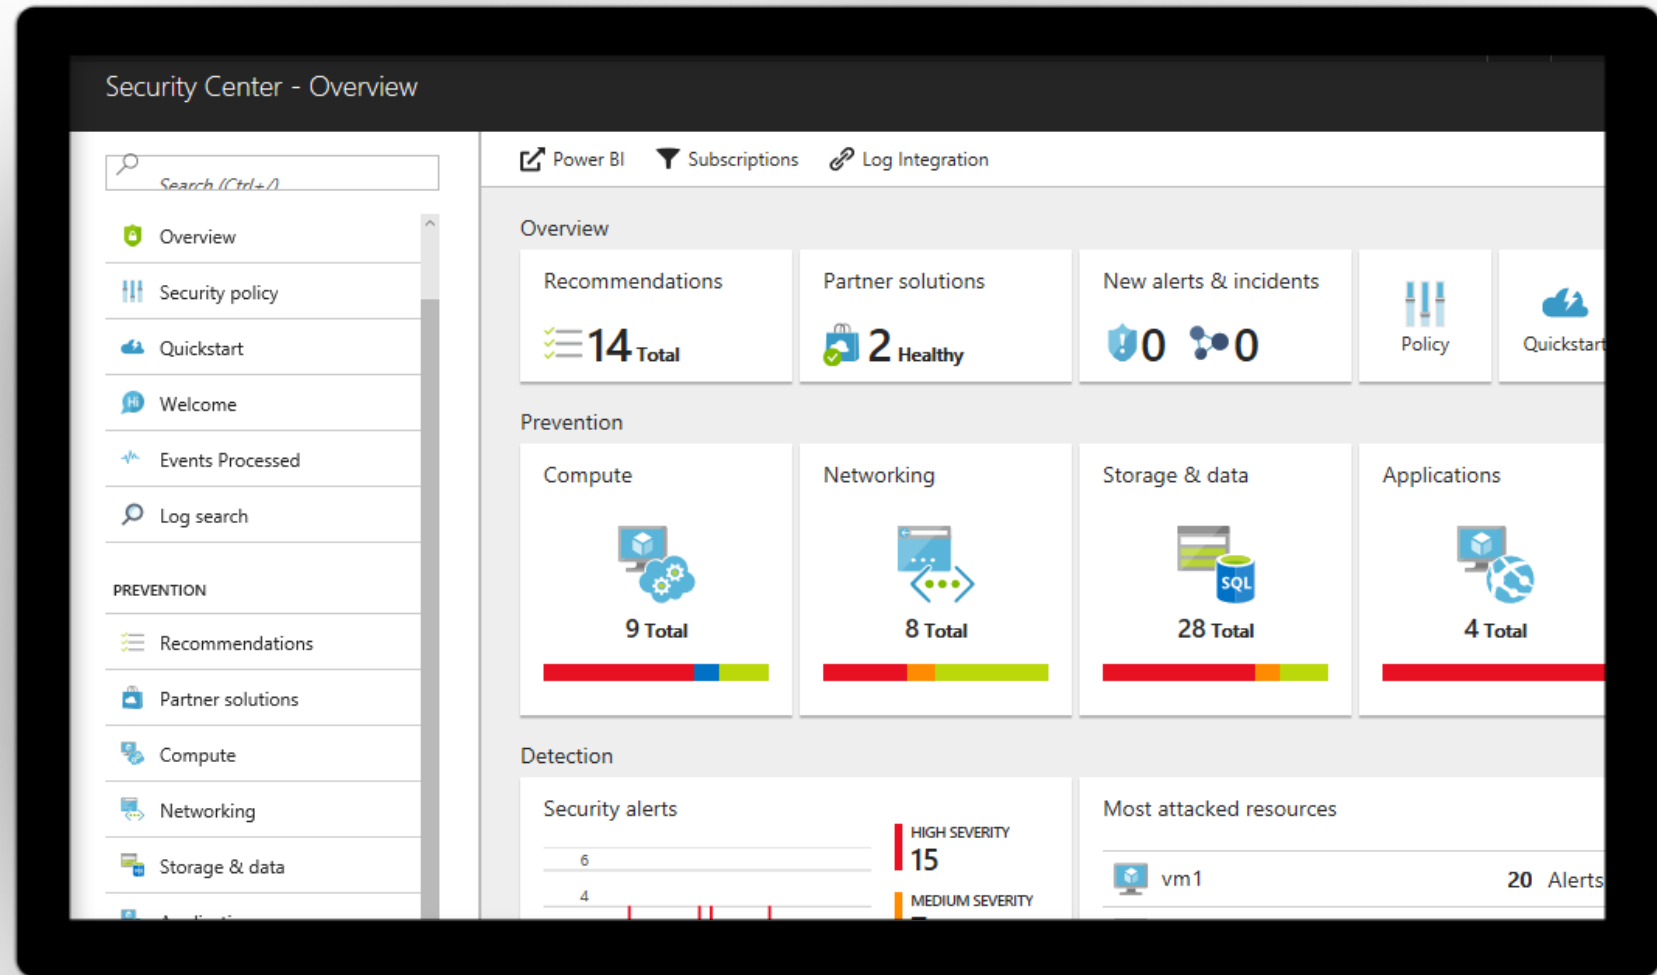 Security Center - Overview
Search (Ctrl+/)
Overview
Security policy
Quickstart
Welcome
Events Processed
Log search
PREVENTION
Recommendations
Partner solutions
Compute
Networking
Storage & data
Power BI Subscriptions Log Integration
Overview
Recommendations
14 Total
Partner solutions
2 Healthy
New alerts & incidents
0 0
Policy
Quickstart
Prevention
Compute
9 Total
Networking
8 Total
Storage & data
SQL
28 Total
Applications
4 Total
Detection
Security alerts
6
4
HIGH SEVERITY
15
MEDIUM SEVERITY
Most attacked resources
vm1 20 Alerts